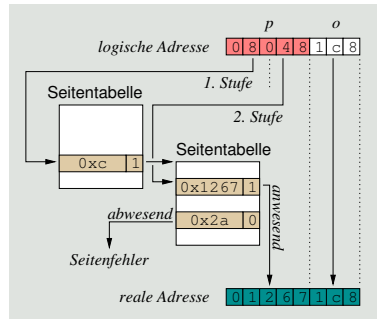 p o
logische Adresse 0 8 0 4 8 1 c 8
1. Stufe
Seitentabelle
2. Stufe
Seitentabelle
0xc 1
0x1267 1
anwesend
abwesend
0x2a 0
Seitenfehler
reale Adresse 0 1 2 6 7 1 c 8